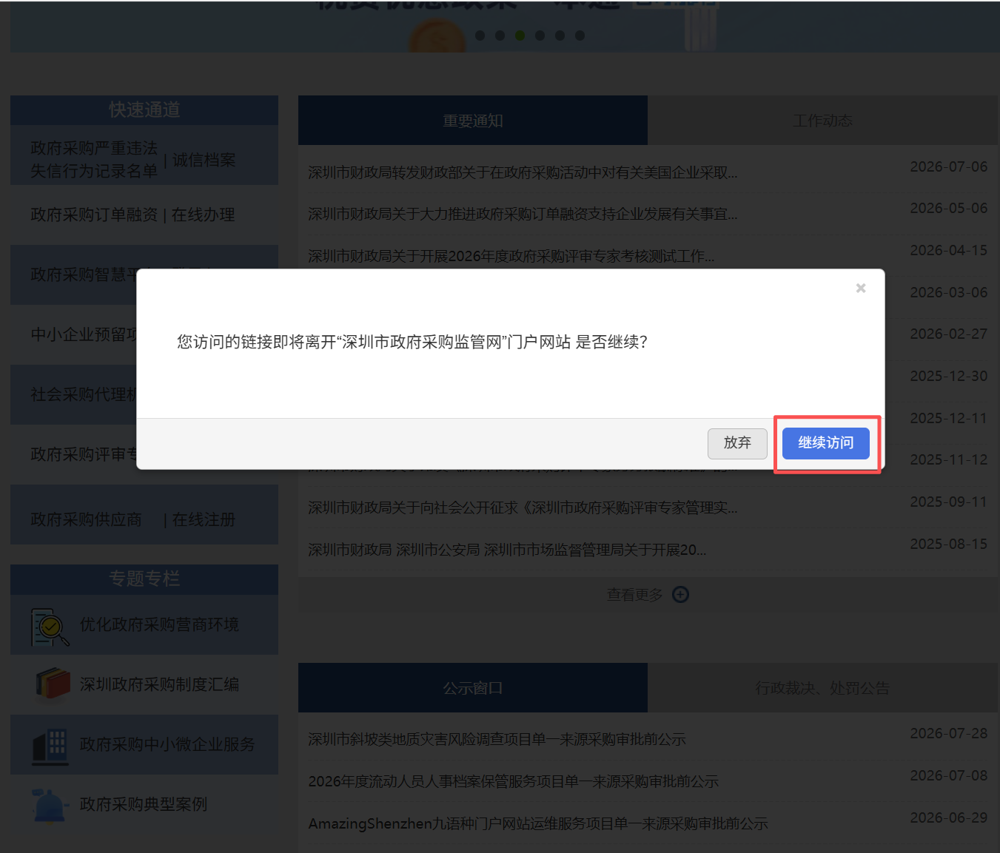 快速通道
政府采购严重违法
失信行为记录名单 | 诚信档案
政府采购订单融资 | 在线办理
政府采购智慧平
中小企业预留项
社会采购代理机
政府采购评审专
政府采购供应商 | 在线注册
专题专栏
优化政府采购营商环境
深圳政府采购制度汇编
政府采购中小微企业服务
政府采购典型案例
重要通知
工作动态
深圳市财政局转发财政部关于在政府采购活动中对有关美国企业采取...
2026-07-06
深圳市财政局关于大力推进政府采购订单融资支持企业发展有关事宜...
2026-05-06
深圳市财政局关于开展2026年度政府采购评审专家考核测试工作...
2026-04-15
2026-03-06
2026-02-27
2025-12-30
2025-12-11
2025-11-12
深圳市财政局关于向社会公开征求《深圳市政府采购评审专家管理实...
2025-09-11
深圳市财政局 深圳市公安局 深圳市市场监督管理局关于开展20...
2025-08-15
查看更多
您访问的链接即将离开“深圳市政府采购监管网”门户网站 是否继续?
放弃
继续访问
公示窗口
行政裁决、处罚公告
深圳市斜坡类地质灾害风险调查项目单一来源采购审批前公示
2026-07-28
2026年度流动人员人事档案保管服务项目单一来源采购审批前公示
2026-07-08
AmazingShenzhen九语种门户网站运维服务项目单一来源采购审批前公示
2026-06-29